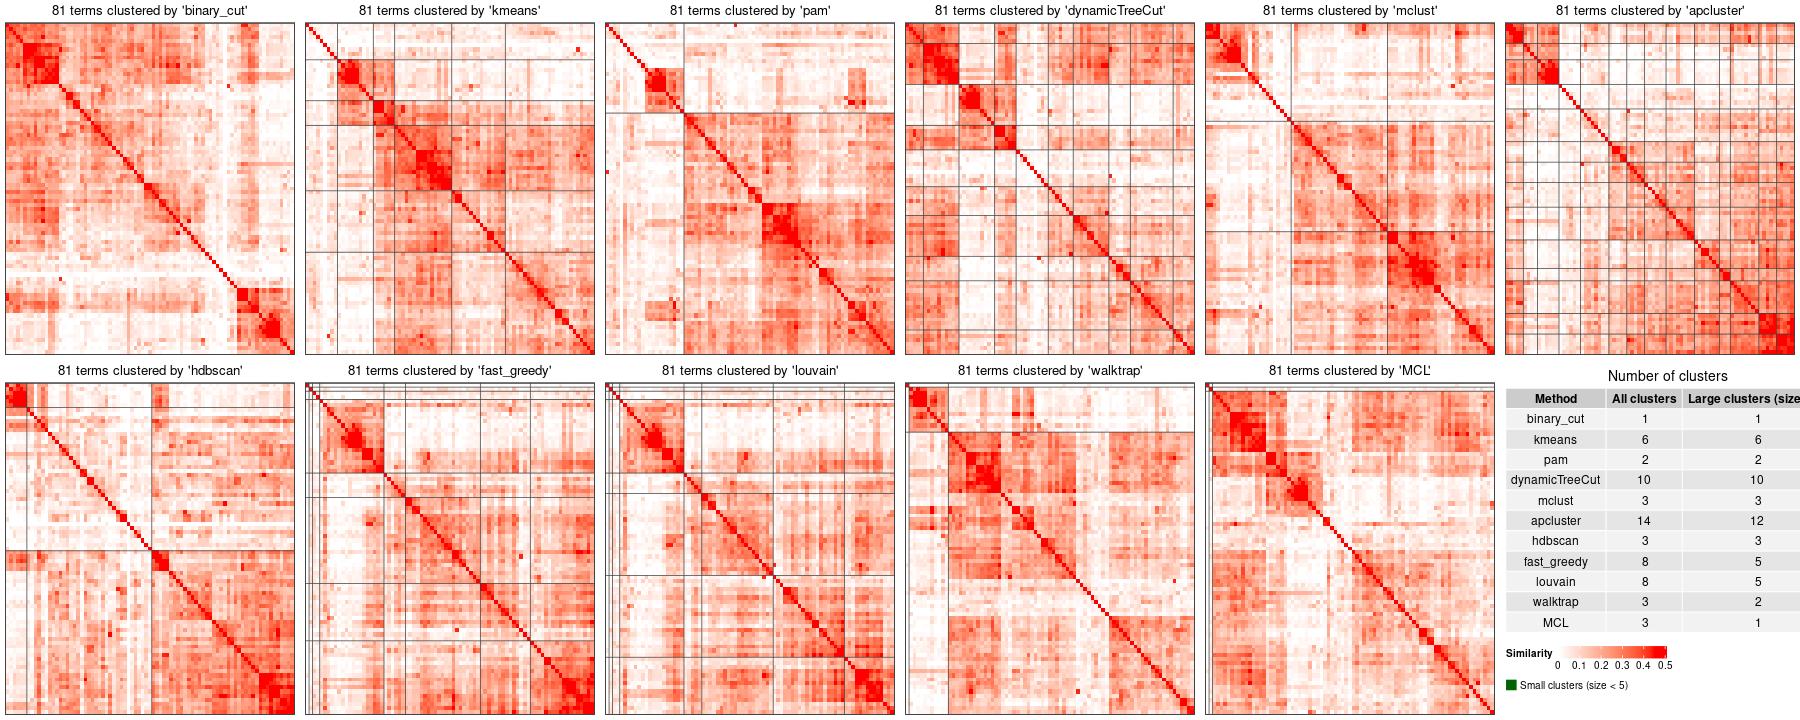 81 terms clustered by 'binary_cut'
81 terms clustered by 'kmeans'
81 terms clustered by 'pam'
81 terms clustered by 'dynamicTreeCut'
81 terms clustered by 'mclust'
81 terms clustered by 'apcluster'
81 terms clustered by 'hdbscan'
81 terms clustered by 'fast_greedy'
81 terms clustered by 'louvain'
81 terms clustered by 'walktrap'
81 terms clustered by 'MCL'
Number of clusters
Method All clusters Large clusters (size
binary_cut 1 1
kmeans 6 6
pam 2 2
dynamicTreeCut 10 10
mclust 3 3
apcluster 14 12
hdbscan 3 3
fast_greedy 8 5
louvain 8 5
walktrap 3 2
MCL 3 1
Similarity
0 0.1 0.2 0.3 0.4 0.5
Small clusters (size < 5)